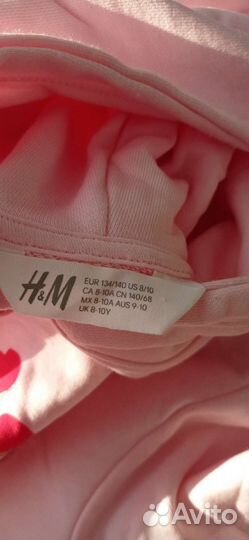 H&M
EUR 134/140 US 8/10
CA 8-10A CN 140/68
MX 8-10A AUS 9-10
UK 8-10Y
Avito